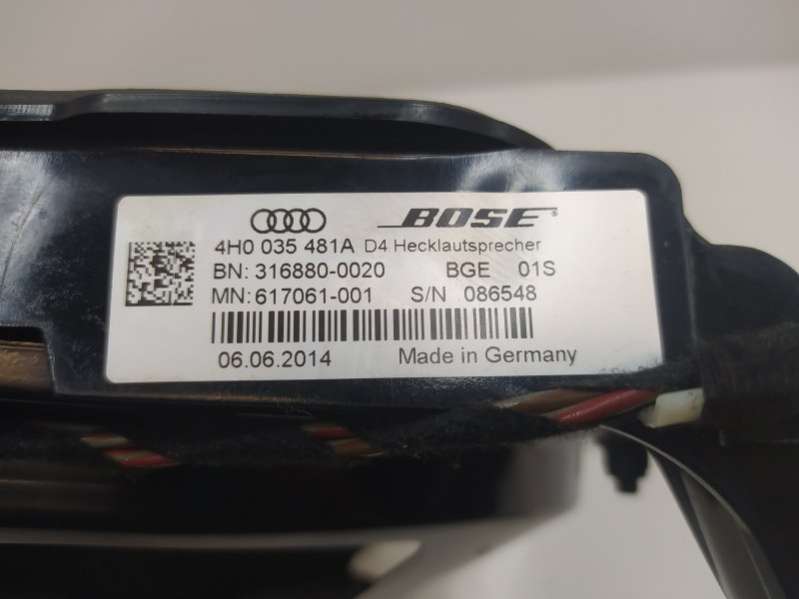 BOSE®
4H0 035 481A D4 Hecklautsprecher
BN: 316880-0020 BGE 01S
MN: 617061-001 S/N 086548
06.06.2014 Made in Germany